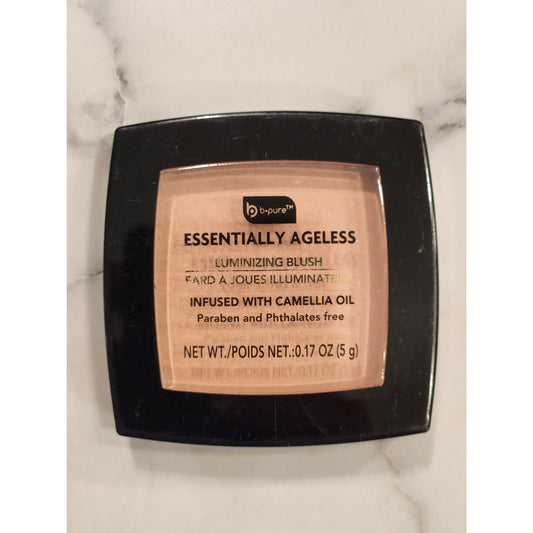 b•pure™
ESSENTIALLY AGELESS
LUMINIZING BLUSH
FARD À JOUES ILLUMINATEUR
INFUSED WITH CAMELLIA OIL
Paraben and Phthalates free
NET WT./POIDS NET.:0.17 OZ (5 g)